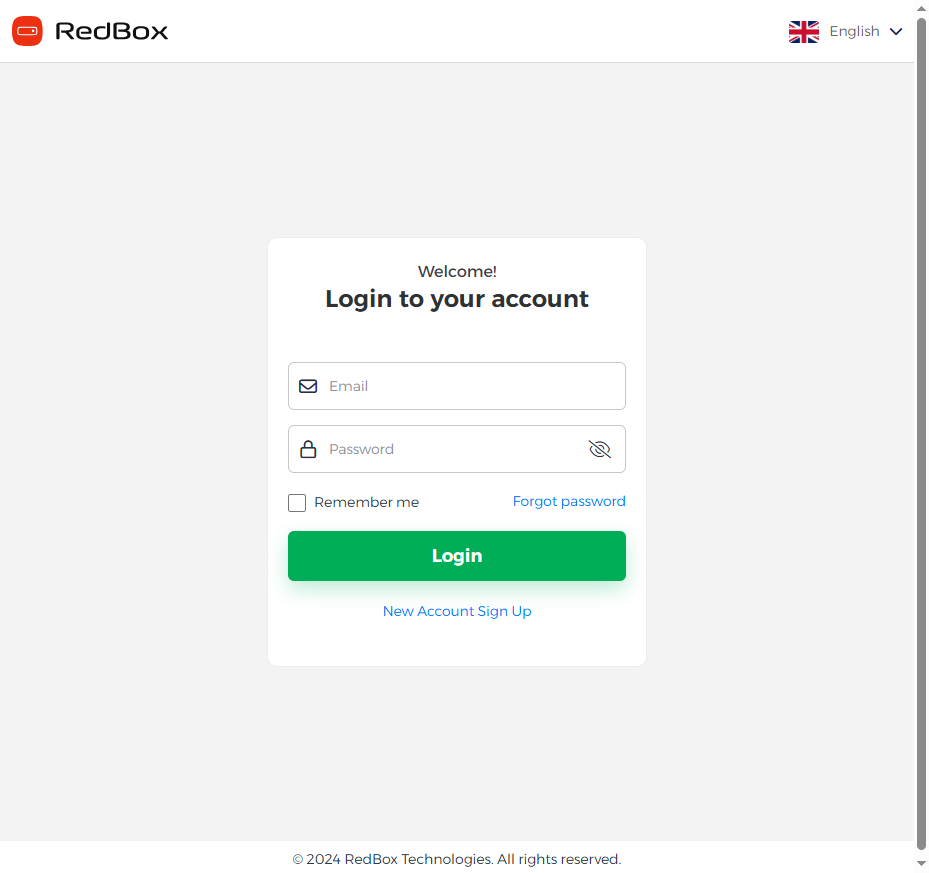 RedBox
English
Welcome!
Login to your account
Email
Password
Remember me
Forgot password
Login
New Account Sign Up
© 2024 RedBox Technologies. All rights reserved.